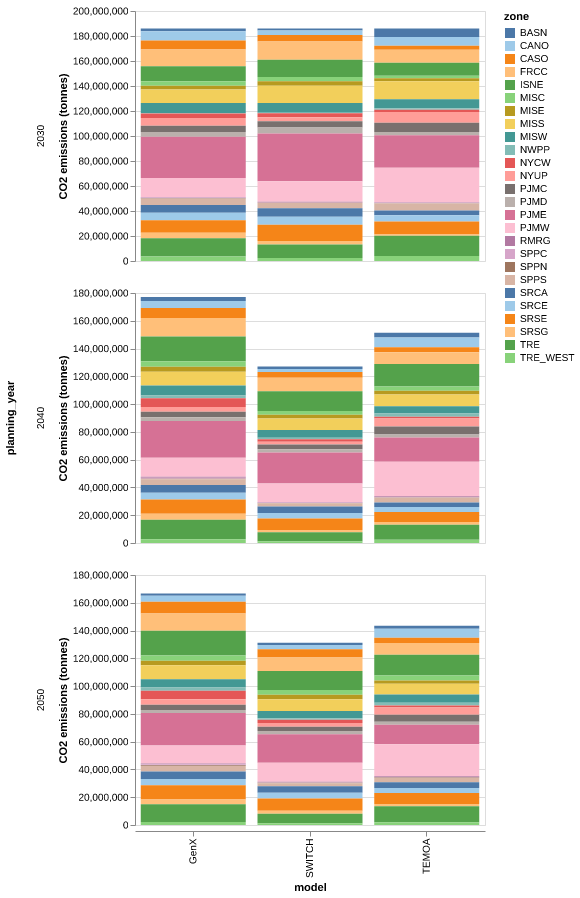 zone
BASN
CANO
CASO
FRCC
ISNE
MISC
MISE
MISS
MISW
NWPP
NYCW
NYUP
PJMC
PJMD
PJME
PJMW
RMRG
SPPC
SPPN
SPPS
SRCA
SRCE
SRSE
SRSG
TRE
TRE_WEST
planning_year
2030
CO2 emissions (tonnes)
200,000,000
180,000,000
160,000,000
140,000,000
120,000,000
100,000,000
80,000,000
60,000,000
40,000,000
20,000,000
0
2040
CO2 emissions (tonnes)
180,000,000
160,000,000
140,000,000
120,000,000
100,000,000
80,000,000
60,000,000
40,000,000
20,000,000
0
2050
CO2 emissions (tonnes)
180,000,000
160,000,000
140,000,000
120,000,000
100,000,000
80,000,000
60,000,000
40,000,000
20,000,000
0
GenX
SWITCH
TEMOA
model